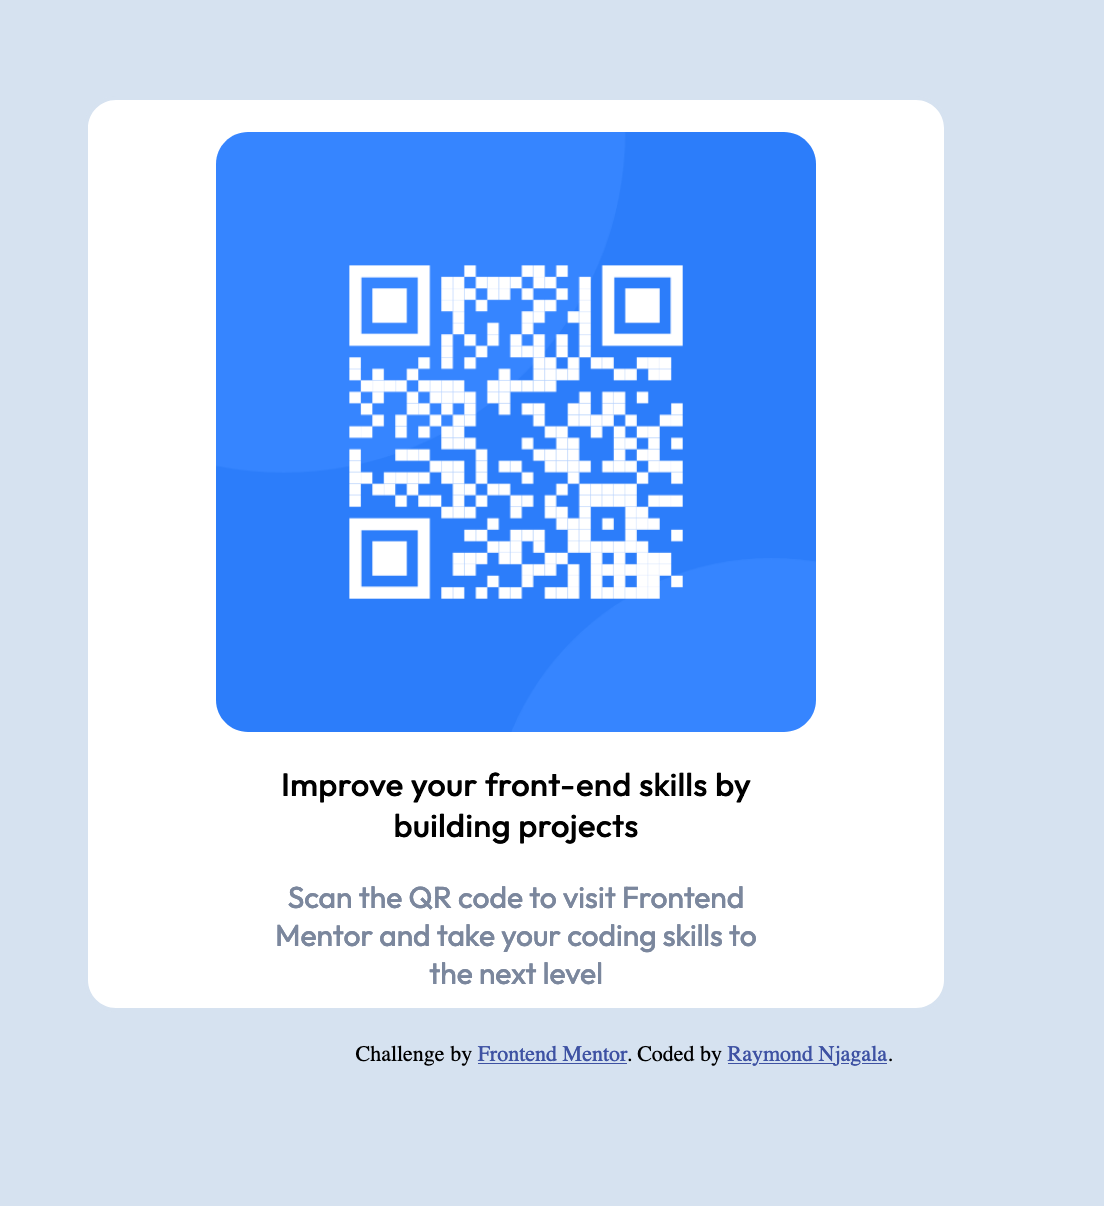 Improve your front-end skills by
building projects
Scan the QR code to visit Frontend
Mentor and take your coding skills to
the next level
Challenge by Frontend Mentor. Coded by Raymond Njagala.